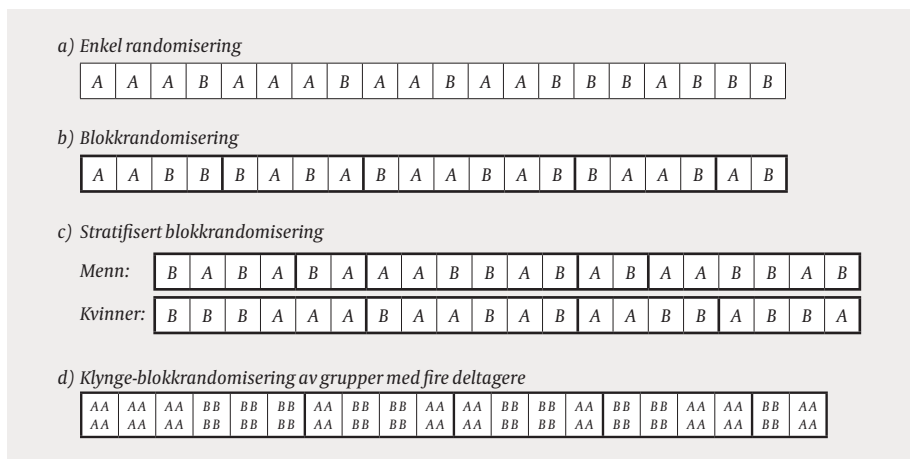 a) Enkel randomisering
A A A B A A A B A A B A A B B B A B B B
b) Blokkrandomisering
A A B B B A B A B A A B A B B A A B A B
c) Stratifisert blokkrandomisering
Menn: B A B A B A A A B B A B A B A A B B A B
Kvinner: B B B A A A B A A B A B A A B B A B B A
d) Klynge-blokkrandomisering av grupper med fire deltagere
AA AA AA BB BB BB AA BB BB AA AA BB BB AA BB BB AA AA BB AA
AA AA AA BB BB BB AA BB BB AA AA BB BB AA BB BB AA AA BB AA